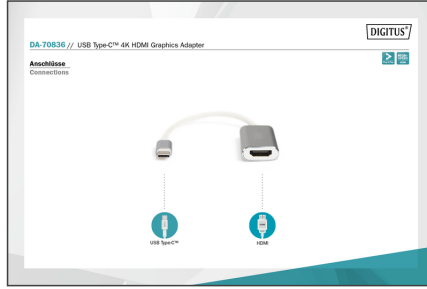 DIGITUS®
DA-70836 // USB Type-C™ 4K HDMI Graphics Adapter
Anschlüsse
Connections
USB Type-C™
HDMI